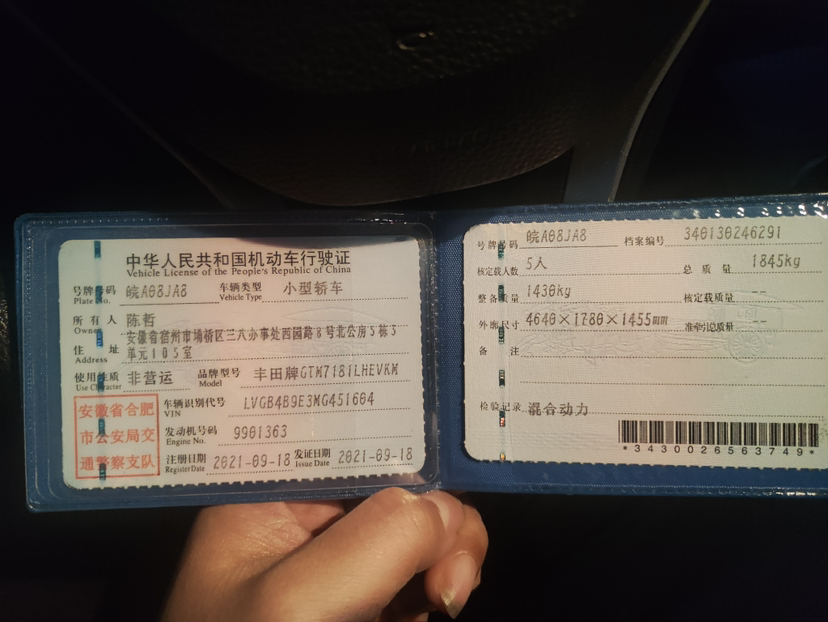 中华人民共和国机动车行驶证
Vehicle License of the People's Republic of China
号牌号码 皖A08JA8 车辆类型 小型轿车
Plate No. Vehicle Type
所有人 陈哲
Owner
住址 安徽省宿州市埇桥区三八办事处西园路8号北公房5栋3
单元105室
Address
使用性质 非营运 品牌型号 丰田牌GTM7181LHEVKM
Use Character Model
安徽省合肥
市公安局交
通警察支队
车辆识别代号 LVGB4B9E3MG451604
VIN
发动机号码 9901363
Engine No.
注册日期 2021-09-18 发证日期 2021-09-18
Register Date Issue Date
号牌号码 皖A08JA8 档案编号 340130246291
核定载人数 5人 总质量 1845kg
整备质量 1430kg 核定载质量 --
外廓尺寸 4640×1780×1455 准牵引总质量 --
备注
检验记录 混合动力
*3430026563749*